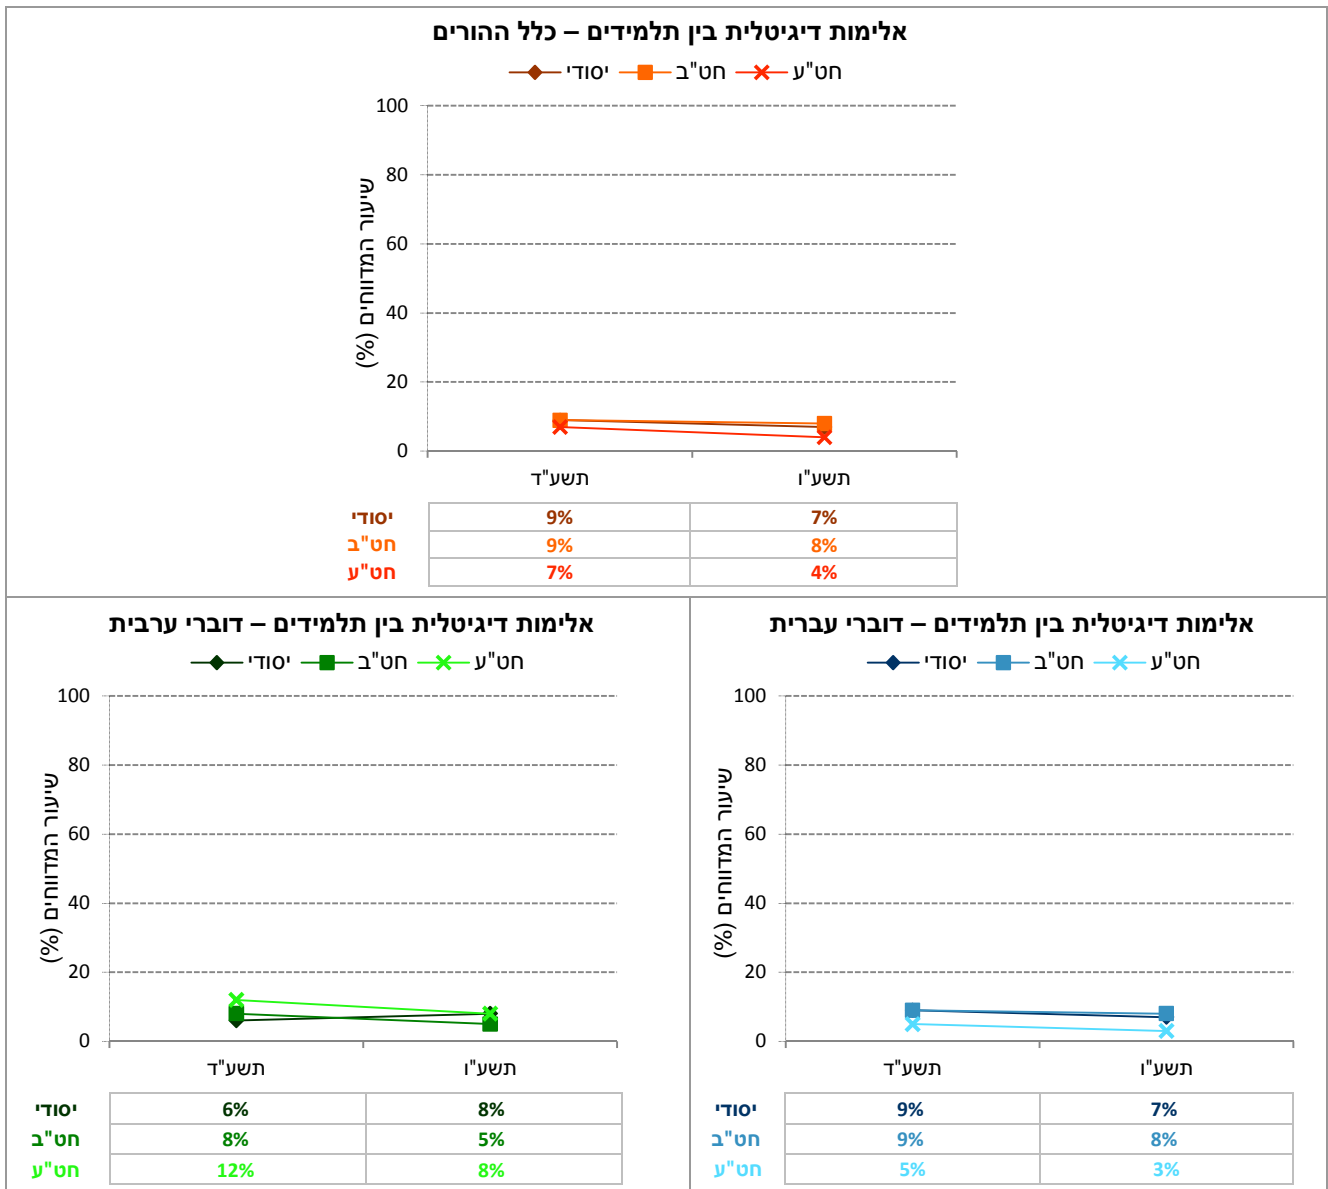 אלימות דיגיטלית בין תלמידים – כלל ההורים
יסודי חט"ב חט"ע
שיעור המדווחים (%)
100
80
60
40
20
0
תשע"ד תשע"ו
יסודי 9% 7%
חט"ב 9% 8%
חט"ע 7% 4%
אלימות דיגיטלית בין תלמידים – דוברי עברית
יסודי חט"ב חט"ע
שיעור המדווחים (%)
100
80
60
40
20
0
תשע"ד תשע"ו
יסודי 9% 7%
חט"ב 9% 8%
חט"ע 5% 3%
אלימות דיגיטלית בין תלמידים – דוברי ערבית
יסודי חט"ב חט"ע
שיעור המדווחים (%)
100
80
60
40
20
0
תשע"ד תשע"ו
יסודי 6% 8%
חט"ב 8% 5%
חט"ע 12% 8%